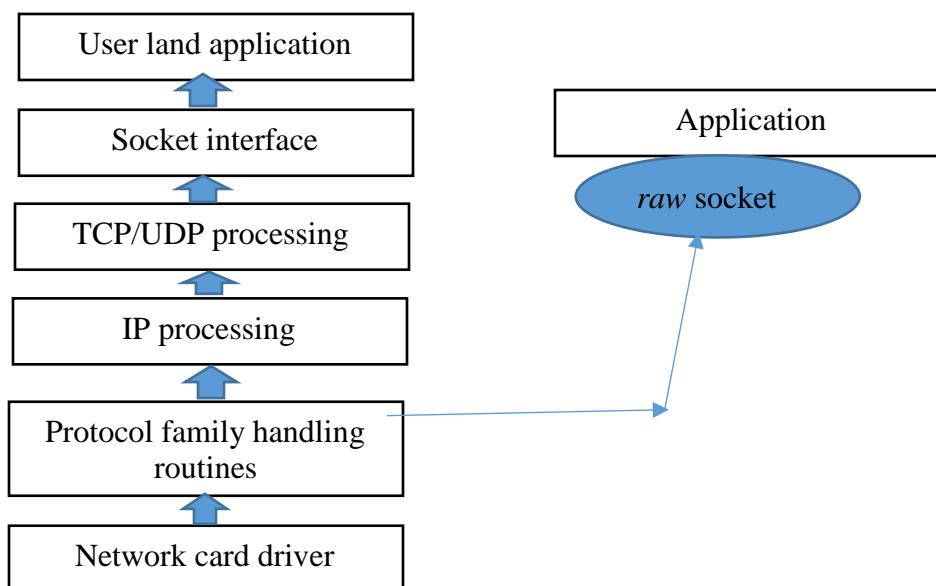 User land application
Socket interface
TCP/UDP processing
IP processing
Protocol family handling
routines
Network card driver
Application
raw socket